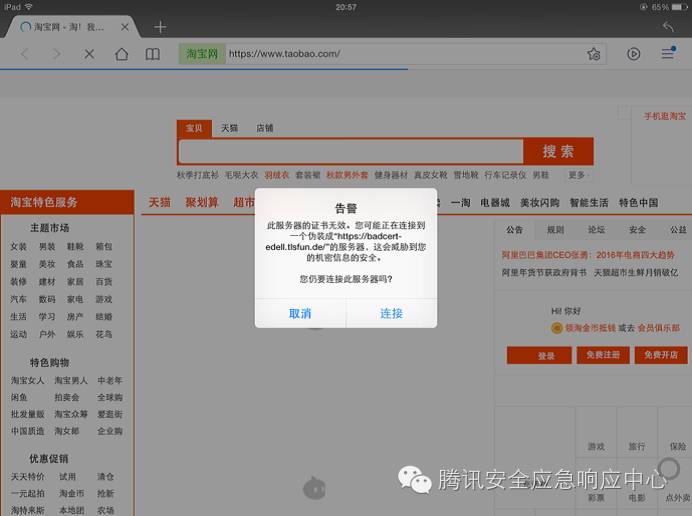 iPad
20:57
65%
淘宝网 - 淘！我...
淘宝网
https://www.taobao.com/
手机逛淘宝
宝贝 天猫 店铺
搜 索
秋季打底衫 毛呢大衣 羽绒衣 套装裙 秋款男外套 健身器材 真皮女靴 雪地靴 行车记录仪 男鞋 更多
淘宝特色服务
天猫 聚划算 超市 一淘 电器城 美妆闪购 智能生活 特色中国
告警
此服务器的证书无效。您可能正在连接到
一个伪装成“https://badcert-
edell.tlsfun.de/”的服务器，这会威胁到您
的机密信息的安全。
您仍要连接此服务器吗?
取消 连接
主题市场
女装 男装 鞋靴 箱包
婴童 美妆 食品 珠宝
装修 建材 家居 百货
汽车 数码 家电 游戏
生活 学习 房产 结婚
运动 户外 娱乐 花鸟
特色购物
淘宝女人 淘宝男人 中老年
闲鱼 拍卖会 全球购
批发量贩 淘宝众筹 爱逛街
中国质造 淘女郎 企业购
优惠促销
天天特价 试用 清仓
一元起拍 淘金币 抢新
淘特来斯 本地团 农场
公告 规则 论坛 安全 公益
阿里巴巴集团CEO张勇：2016年电商四大趋势
阿里年货节获政府背书 天猫超市生鲜月销破亿
Hi! 你好
领淘金币抵钱 或去 会员俱乐部
登录 免费注册 免费开店
游戏 旅行 保险
彩票 电影 点外卖
腾讯安全应急响应中心